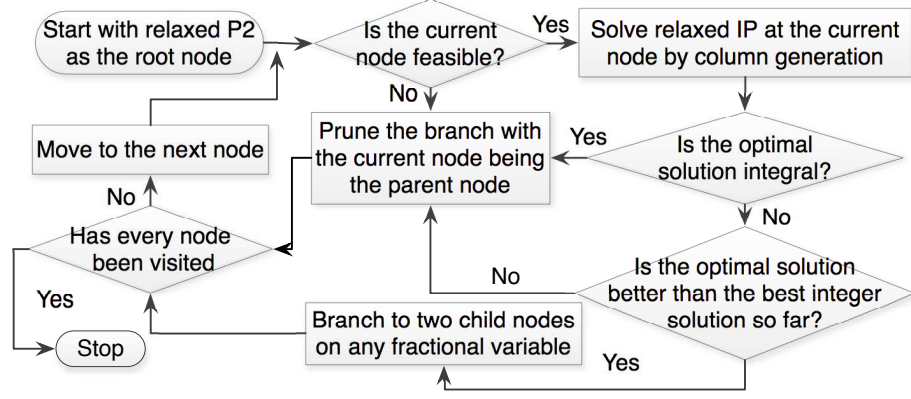 Start with relaxed P2
as the root node
Is the current
node feasible?
Yes
Solve relaxed IP at the current
node by column generation
No
Move to the next node
Prune the branch with
the current node being
the parent node
Yes
Is the optimal
solution integral?
No
No
Has every node
been visited
Is the optimal solution
better than the best integer
solution so far?
No
Yes
Branch to two child nodes
on any fractional variable
Stop
Yes